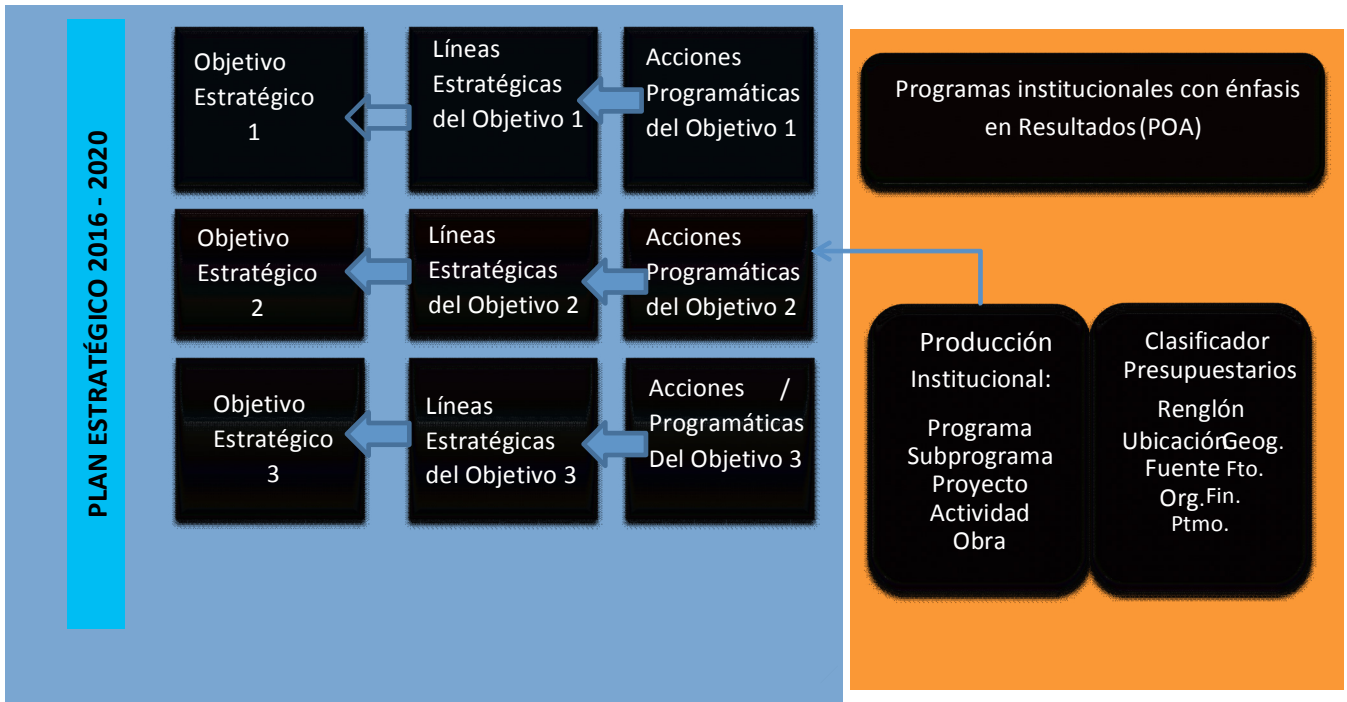 PLAN ESTRATÉGICO 2016 - 2020
Objetivo
Estratégico
1
Líneas
Estratégicas
del Objetivo 1
Acciones
Programáticas
del Objetivo 1
Objetivo
Estratégico
2
Líneas
Estratégicas
del Objetivo 2
Acciones
Programáticas
del Objetivo 2
Objetivo
Estratégico
3
Líneas
Estratégicas
del Objetivo 3
Acciones /
Programáticas
Del Objetivo 3
Programas institucionales con énfasis
en Resultados (POA)
Producción
Institucional:
Programa
Subprograma
Proyecto
Actividad
Obra
Clasificador
Presupuestarios
Renglón
Ubicación Geog.
Fuente Fto.
Org. Fin.
Ptmo.